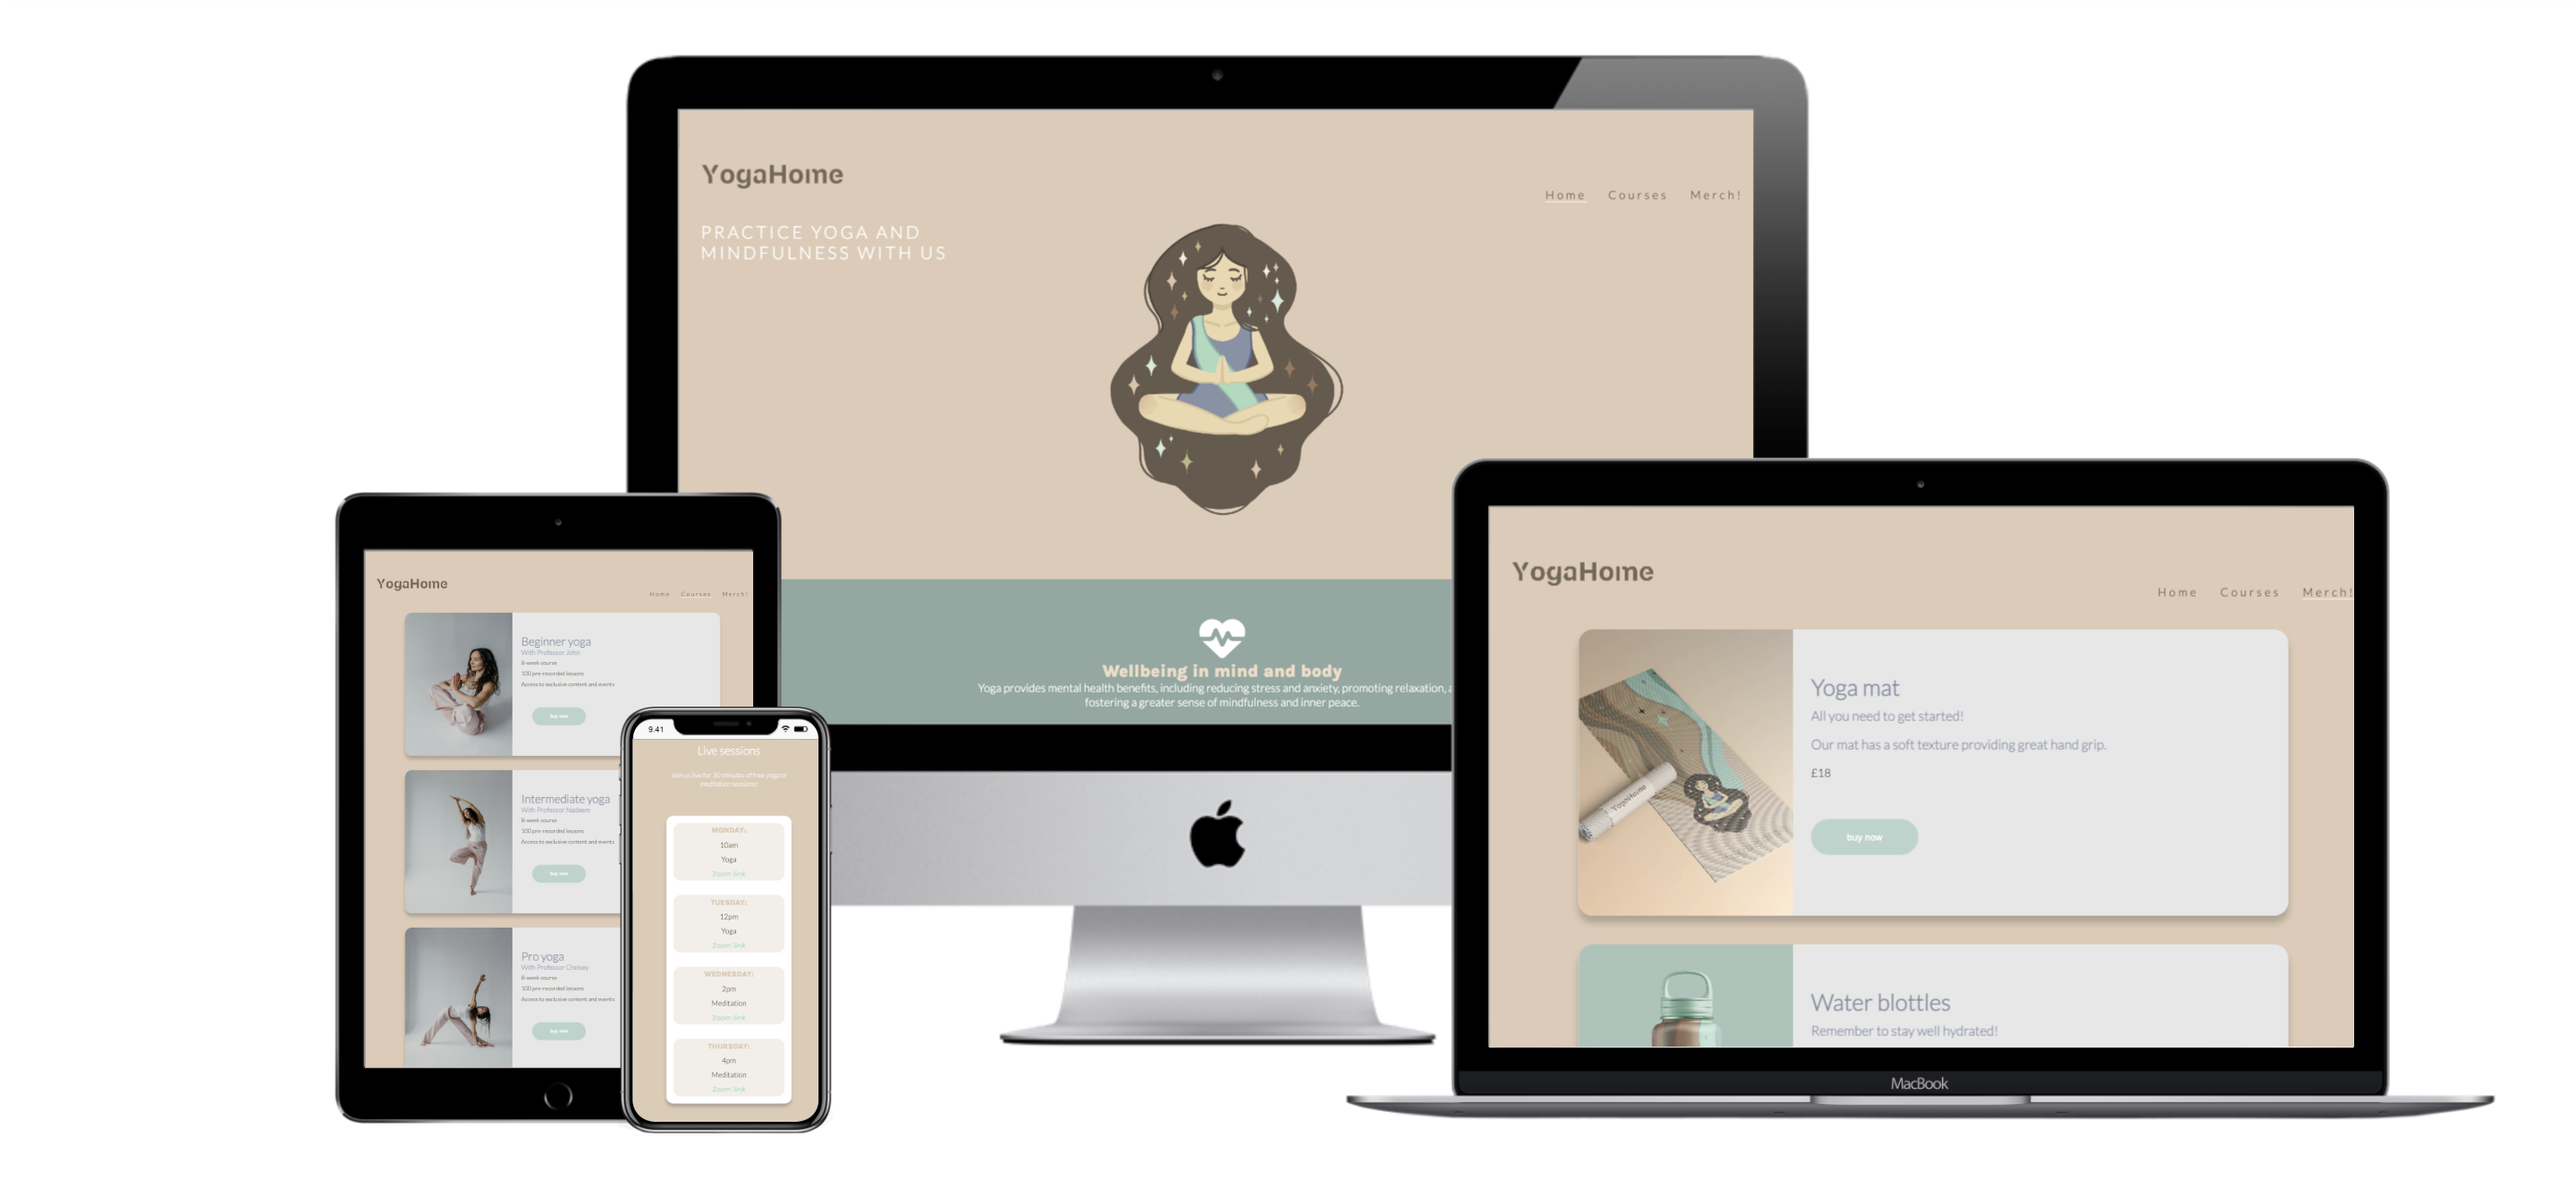 YogaHome
Home Courses Merch!
PRACTICE YOGA AND
MINDFULNESS WITH US
Wellbeing in mind and body
Yoga provides mental health benefits, including reducing stress and anxiety, promoting relaxation,
fostering a greater sense of mindfulness and inner peace.
YogaHome
Home Courses Merch!
Beginner yoga
With Professor John
8-week course
100 pre-recorded lessons
Access to exclusive content and events
buy now
Intermediate yoga
With Professor Nadeem
8-week course
100 pre-recorded lessons
Access to exclusive content and events
buy now
Pro yoga
With Professor Chelsey
8-week course
100 pre-recorded lessons
Access to exclusive content and events
buy now
9.41
Live sessions
Join us live for 30 minutes of free yoga or
meditation sessions!
MONDAY:
10am
Yoga
Zoom link
TUESDAY:
12pm
Yoga
Zoom link
WEDNESDAY:
2pm
Meditation
Zoom link
THURSDAY:
4pm
Meditation
Zoom link
YogaHome
Home Courses Merch!
YogaHome
Yoga mat
All you need to get started!
Our mat has a soft texture providing great hand grip.
£18
buy now
Water blottles
Remember to stay well hydrated!
MacBook